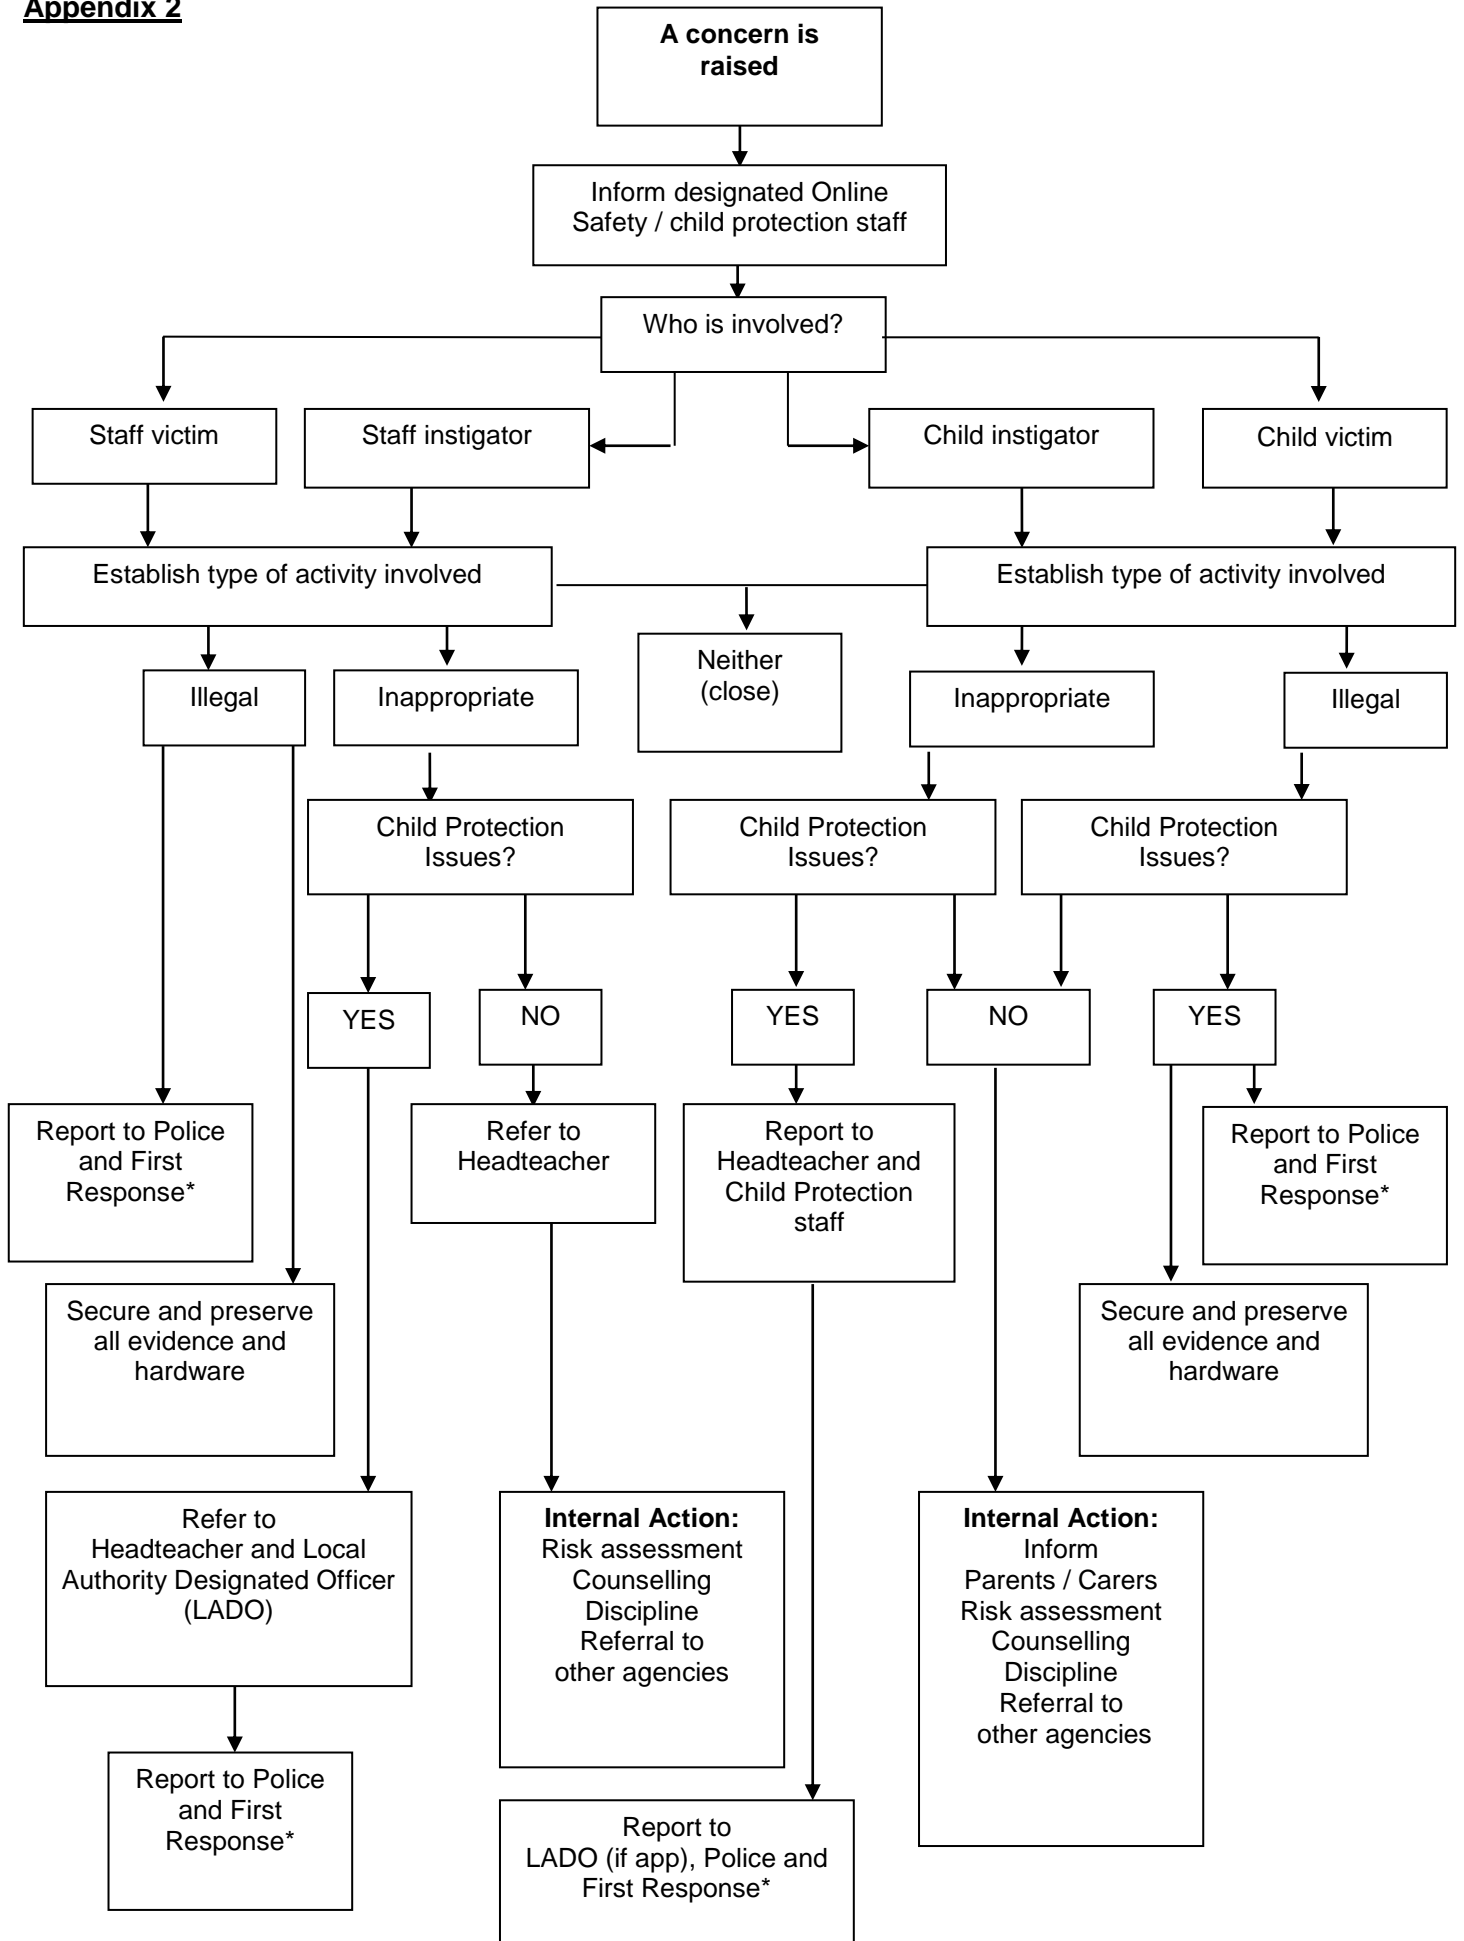 Appendix 2
A concern is
raised
Inform designated Online
Safety / child protection staff
Who is involved?
Staff victim
Staff instigator
Child instigator
Child victim
Establish type of activity involved
Establish type of activity involved
Neither
(close)
Illegal
Inappropriate
Inappropriate
Illegal
Child Protection
Issues?
Child Protection
Issues?
Child Protection
Issues?
YES
NO
YES
NO
YES
Report to Police
and First
Response*
Refer to
Headteacher
Report to
Headteacher and
Child Protection
staff
Report to Police
and First
Response*
Secure and preserve
all evidence and
hardware
Secure and preserve
all evidence and
hardware
Refer to
Headteacher and Local
Authority Designated Officer
(LADO)
Internal Action:
Risk assessment
Counselling
Discipline
Referral to
other agencies
Internal Action:
Inform
Parents / Carers
Risk assessment
Counselling
Discipline
Referral to
other agencies
Report to Police
and First
Response*
Report to
LADO (if app), Police and
First Response*